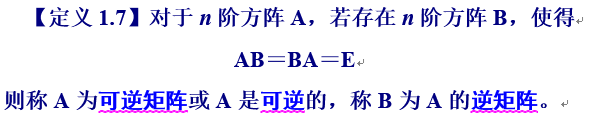 【定义 1.7】对于 n 阶方阵 A，若存在 n 阶方阵 B，使得
AB＝BA＝E
则称 A 为可逆矩阵或 A 是可逆的，称 B 为 A 的逆矩阵。